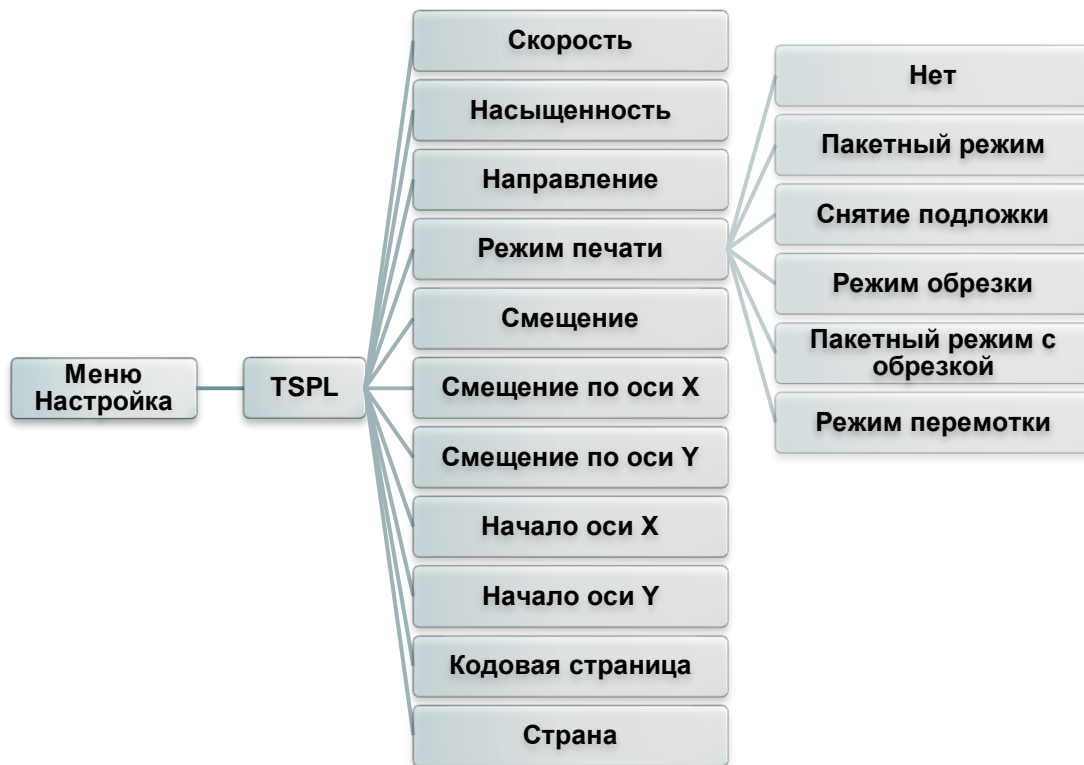 Меню
Настройка
TSPL
Скорость
Насыщенность
Направление
Режим печати
Смещение
Смещение по оси X
Смещение по оси Y
Начало оси X
Начало оси Y
Кодовая страница
Страна
Нет
Пакетный режим
Снятие подложки
Режим обрезки
Пакетный режим с
обрезкой
Режим перемотки